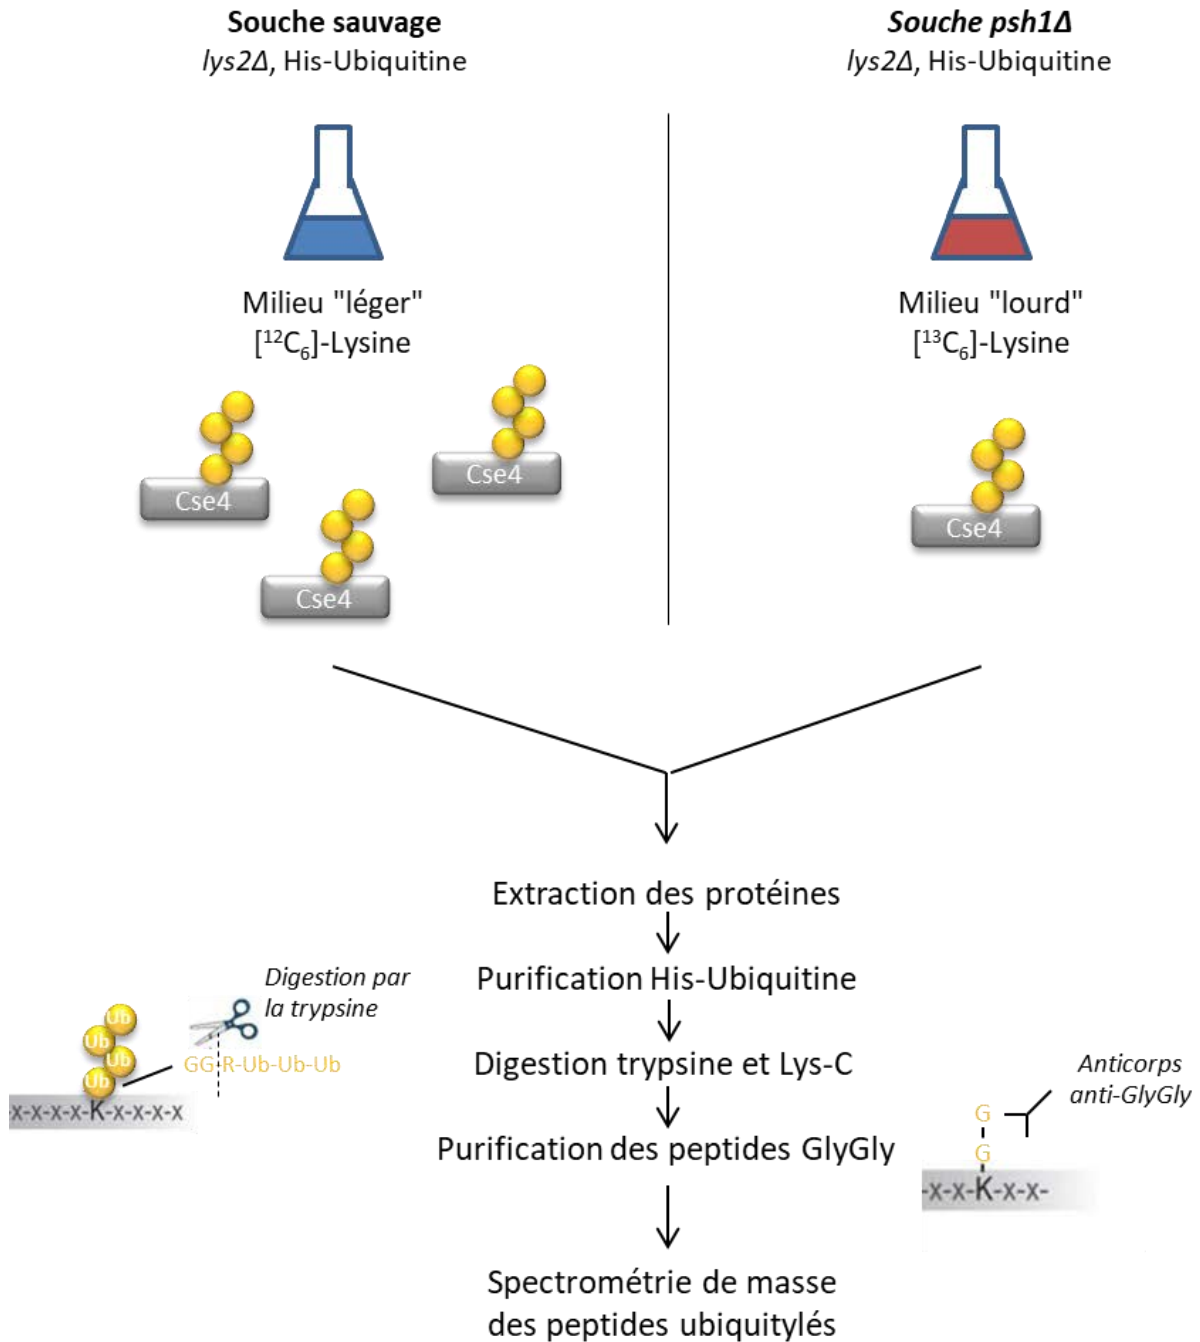 Souche sauvage
lys2Δ, His-Ubiquitine
Souche psh1Δ
lys2Δ, His-Ubiquitine
Milieu "léger"
[¹²C₆]-Lysine
Milieu "lourd"
[¹³C₆]-Lysine
Cse4
Cse4
Cse4
Cse4
Extraction des protéines
Purification His-Ubiquitine
Digestion trypsine et Lys-C
Purification des peptides GlyGly
Spectrométrie de masse
des peptides ubiquitylés
Digestion par
la trypsine
Ub
Ub
Ub
Ub
GG-R-Ub-Ub-Ub
x-x-x-x-K-x-x-x-x
Anticorps
anti-GlyGly
G
G
-x-x-K-x-x-